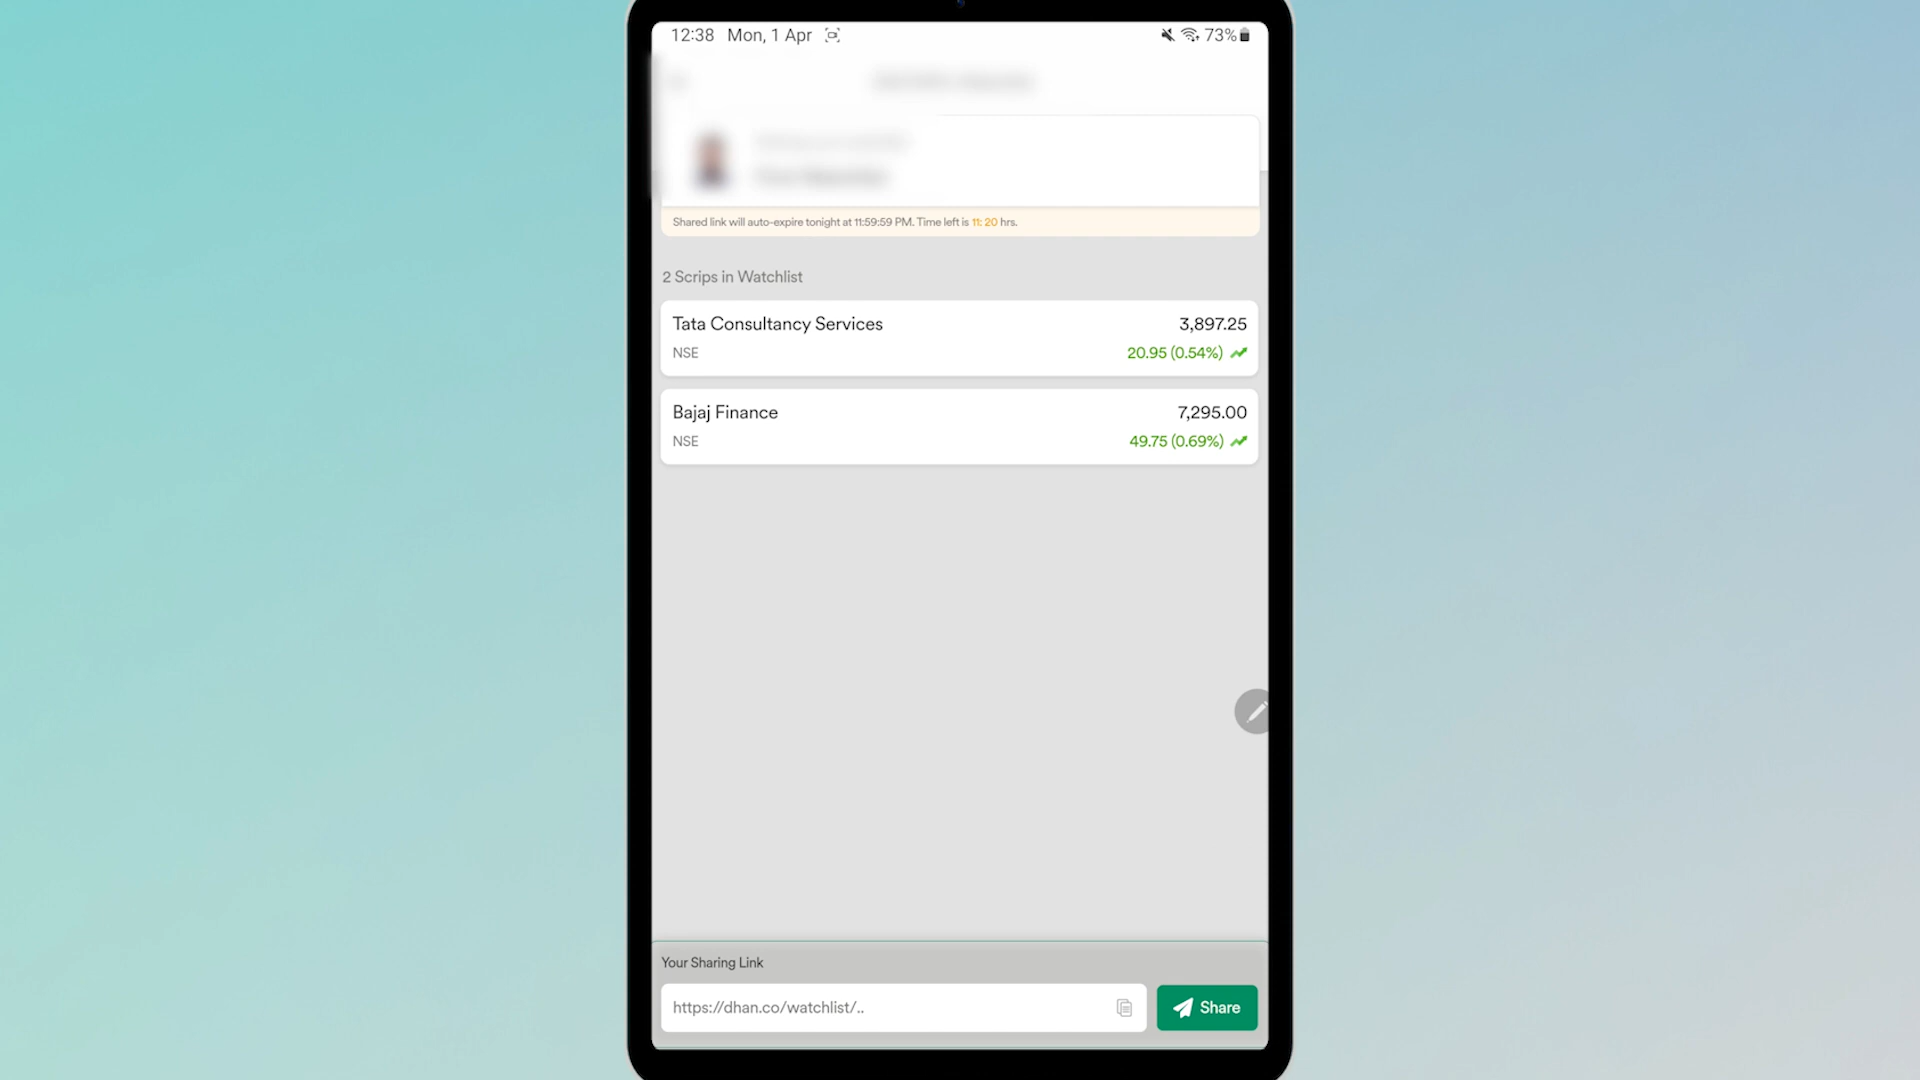 12:38 Mon, 1 Apr 73%
Shared link will auto-expire tonight at 11:59:59 PM. Time left is 11: 20 hrs.
2 Scrips in Watchlist
Tata Consultancy Services 3,897.25
NSE 20.95 (0.54%)
Bajaj Finance 7,295.00
NSE 49.75 (0.69%)
Your Sharing Link
https://dhan.co/watchlist/.. Share